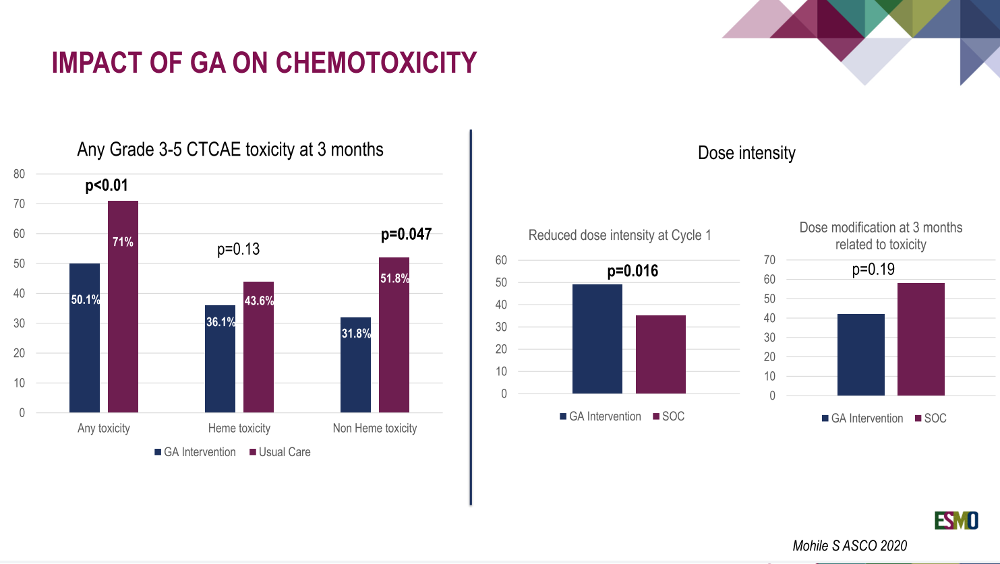 IMPACT OF GA ON CHEMOTOXICITY
Any Grade 3-5 CTCAE toxicity at 3 months
80
70
60
50
40
30
20
10
0
p<0.01
p=0.13
p=0.047
50.1%
71%
36.1%
43.6%
31.8%
51.8%
Any toxicity
Heme toxicity
Non Heme toxicity
GA Intervention
Usual Care
Dose intensity
Reduced dose intensity at Cycle 1
60
50
40
30
20
10
0
p=0.016
GA Intervention
SOC
Dose modification at 3 months
related to toxicity
70
60
50
40
30
20
10
0
p=0.19
GA Intervention
SOC
ESMO
Mohile S ASCO 2020